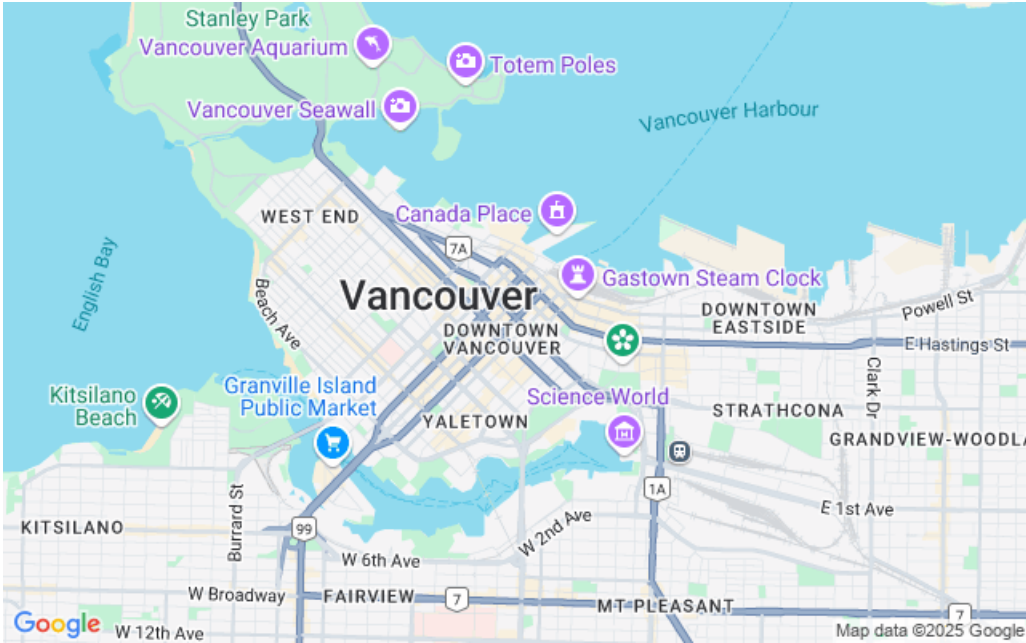 Stanley Park
Vancouver Aquarium
Totem Poles
Vancouver Seawall
Vancouver Harbour
WEST END
Canada Place
7A
English Bay
Beach Ave
Vancouver
Gastown Steam Clock
DOWNTOWN
VANCOUVER
DOWNTOWN
EASTSIDE
Powell St
E Hastings St
Kitsilano
Beach
Granville Island
Public Market
YALETOWN
Science World
STRATHCONA
Clark Dr
GRANDVIEW-WOODLA
1A
E 1st Ave
KITSILANO
Burrard St
99
W 2nd Ave
W 6th Ave
W Broadway
FAIRVIEW
7
MT PLEASANT
7
Google
W 12th Ave
Map data ©2025 Google